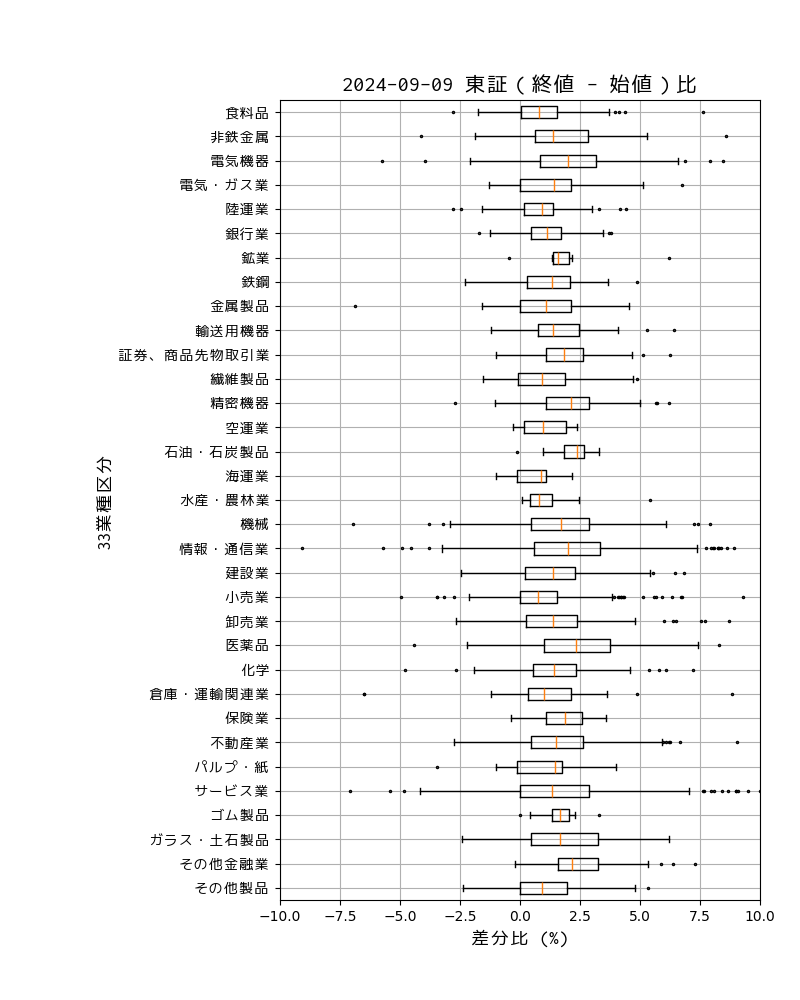 2024-09-09 東証 ( 終値 - 始値 ) 比
食料品
非鉄金属
電気機器
電気・ガス業
陸運業
銀行業
鉱業
鉄鋼
金属製品
輸送用機器
証券、商品先物取引業
繊維製品
精密機器
空運業
石油・石炭製品
海運業
水産・農林業
機械
情報・通信業
建設業
小売業
卸売業
医薬品
化学
倉庫・運輸関連業
保険業
不動産業
パルプ・紙
サービス業
ゴム製品
ガラス・土石製品
その他金融業
その他製品
33業種区分
−10.0 −7.5 −5.0 −2.5 0.0 2.5 5.0 7.5 10.0
差分比 (%)